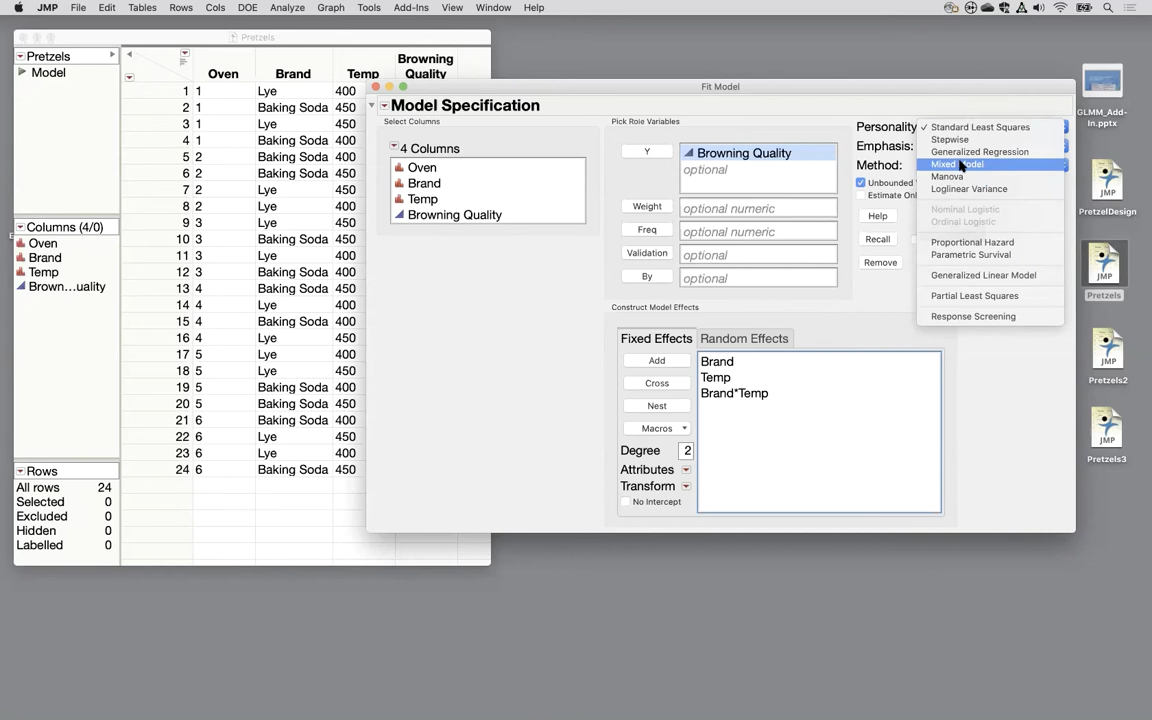 JMP File Edit Tables Rows Cols DOE Analyze Graph Tools Add-Ins View Window Help
Pretzels
Pretzels
Model
Columns (4/0)
Oven
Brand
Temp
Brown…uality
Rows
All rows 24
Selected 0
Excluded 0
Hidden 0
Labelled 0
Oven Brand Temp Browning Quality
1 1 Lye 400
2 1 Baking Soda 450
3 1 Lye 450
4 1 Baking Soda 400
5 2 Lye 400
6 2 Baking Soda 450
7 2 Lye 450
8 2 Baking Soda 400
9 3 Lye 450
10 3 Baking Soda 450
11 3 Lye 400
12 3 Baking Soda 400
13 4 Baking Soda 450
14 4 Lye 400
15 4 Baking Soda 400
16 4 Lye 450
17 5 Lye 400
18 5 Lye 450
19 5 Baking Soda 400
20 5 Baking Soda 450
21 6 Baking Soda 400
22 6 Lye 450
23 6 Lye 400
24 6 Baking Soda 450
Fit Model
Model Specification
Select Columns
4 Columns
Oven
Brand
Temp
Browning Quality
Pick Role Variables
Y Browning Quality
optional
Weight optional numeric
Freq optional numeric
Validation optional
By optional
Personality
Emphasis:
Method:
Unbounded
Estimate Onl
Help
Recall
Remove
✓ Standard Least Squares
Stepwise
Generalized Regression
Mixed Model
Manova
Loglinear Variance
Nominal Logistic
Ordinal Logistic
Proportional Hazard
Parametric Survival
Generalized Linear Model
Partial Least Squares
Response Screening
Construct Model Effects
Fixed Effects Random Effects
Add
Cross
Nest
Macros
Degree 2
Attributes
Transform
No Intercept
Brand
Temp
Brand*Temp
GLMM_Add-
In.pptx
JMP
PretzelDesign
JMP
Pretzels
JMP
Pretzels2
JMP
Pretzels3